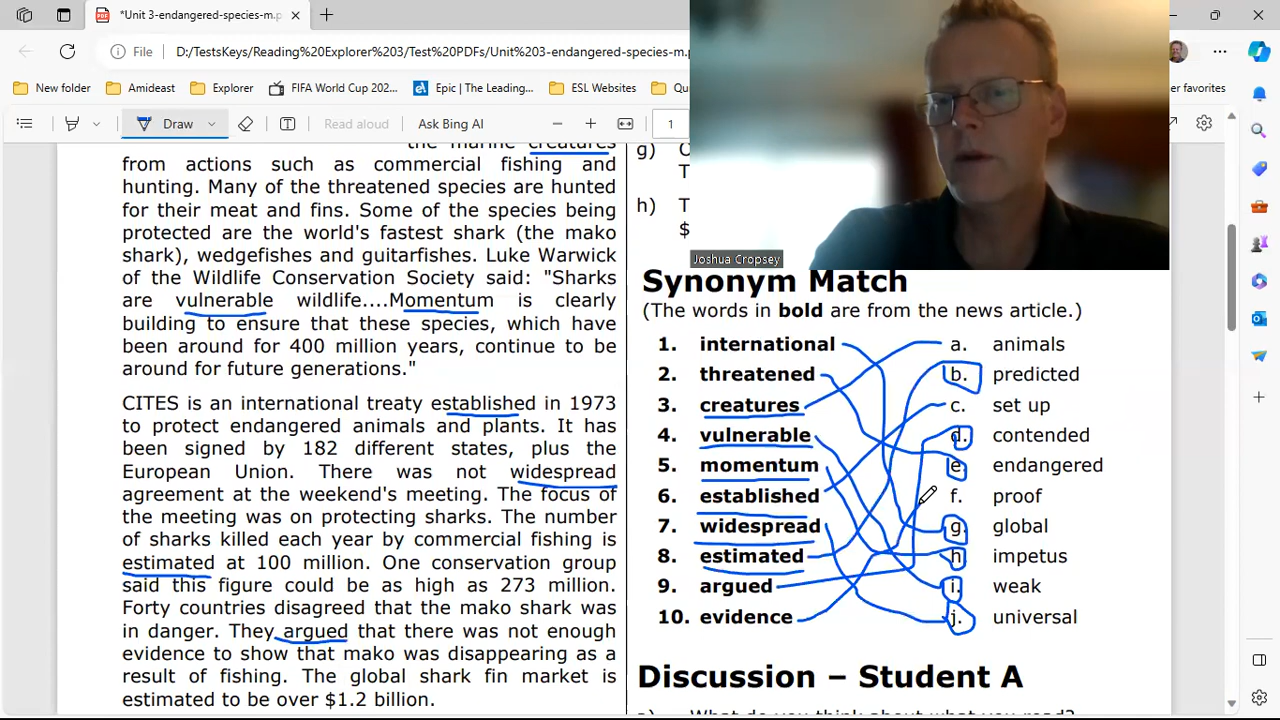 *Unit 3-endangered-species-m.p
File
D:/TestsKeys/Reading%20Explorer%203/Test%20PDFs/Unit%203-endangered-species-m.p
New folder
Amideast
Explorer
FIFA World Cup 202...
Epic | The Leading...
ESL Websites
Qu
er favorites
Draw
Read aloud
Ask Bing AI
1
the marine creatures
from actions such as commercial fishing and
hunting. Many of the threatened species are hunted
for their meat and fins. Some of the species being
protected are the world's fastest shark (the mako
shark), wedgefishes and guitarfishes. Luke Warwick
of the Wildlife Conservation Society said: "Sharks
are vulnerable wildlife....Momentum is clearly
building to ensure that these species, which have
been around for 400 million years, continue to be
around for future generations."
CITES is an international treaty established in 1973
to protect endangered animals and plants. It has
been signed by 182 different states, plus the
European Union. There was not widespread
agreement at the weekend's meeting. The focus of
the meeting was on protecting sharks. The number
of sharks killed each year by commercial fishing is
estimated at 100 million. One conservation group
said this figure could be as high as 273 million.
Forty countries disagreed that the mako shark was
in danger. They argued that there was not enough
evidence to show that mako was disappearing as a
result of fishing. The global shark fin market is
estimated to be over $1.2 billion.
g)
T
h) T
$
Joshua Cropsey
Synonym Match
(The words in bold are from the news article.)
1. international a. animals
2. threatened b. predicted
3. creatures c. set up
4. vulnerable d. contended
5. momentum e. endangered
6. established f. proof
7. widespread g. global
8. estimated h. impetus
9. argued i. weak
10. evidence j. universal
Discussion – Student A
a) What do you think about what you read?